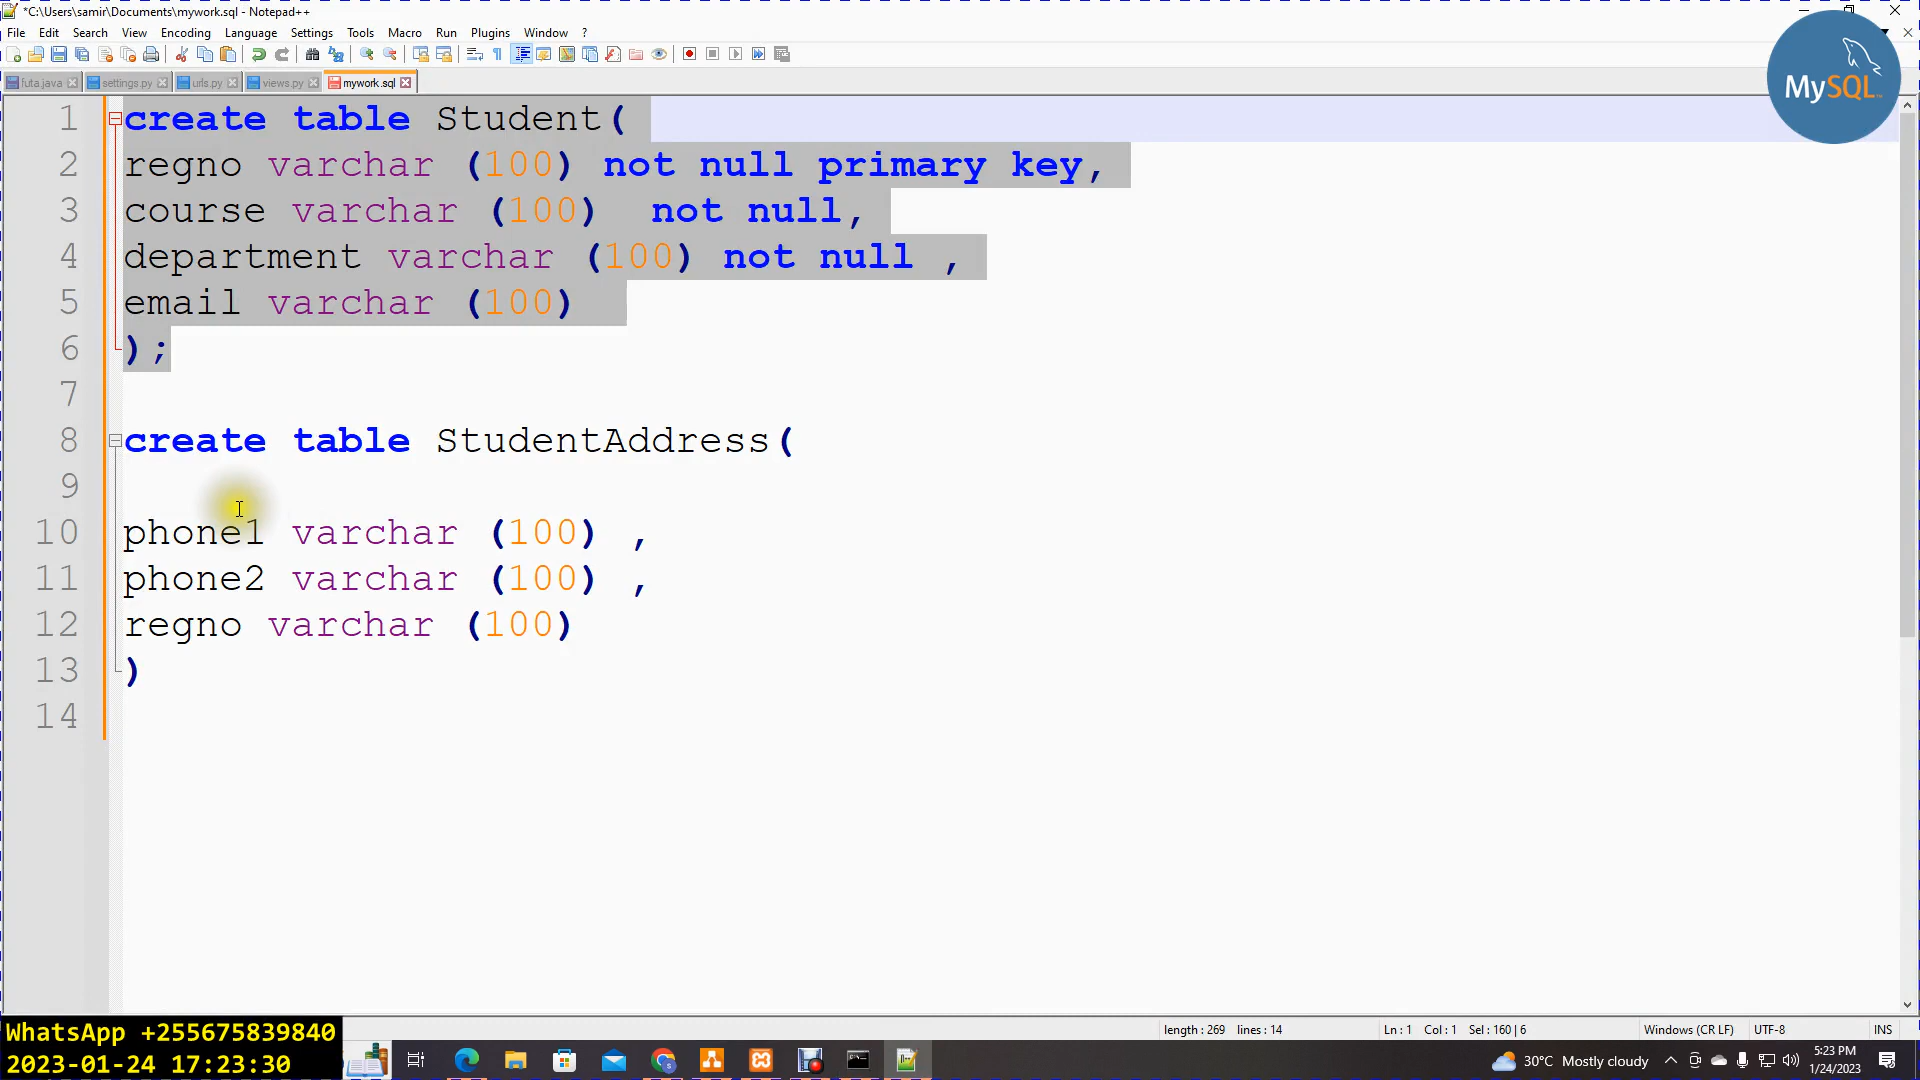 *C:\Users\samir\Documents\mywork.sql - Notepad++
File Edit Search View Encoding Language Settings Tools Macro Run Plugins Window ?
futa.java settings.py urls.py views.py mywork.sql
MySQL
1 create table Student(
2 regno varchar (100) not null primary key,
3 course varchar (100) not null,
4 department varchar (100) not null ,
5 email varchar (100)
6 );
7
8 create table StudentAddress(
9
10 phone1 varchar (100) ,
11 phone2 varchar (100) ,
12 regno varchar (100)
13 )
14
length : 269 lines : 14 Ln : 1 Col : 1 Sel : 160 | 6 Windows (CR LF) UTF-8 INS
WhatsApp +255675839840
2023-01-24 17:23:30
30°C Mostly cloudy
5:23 PM
1/24/2023